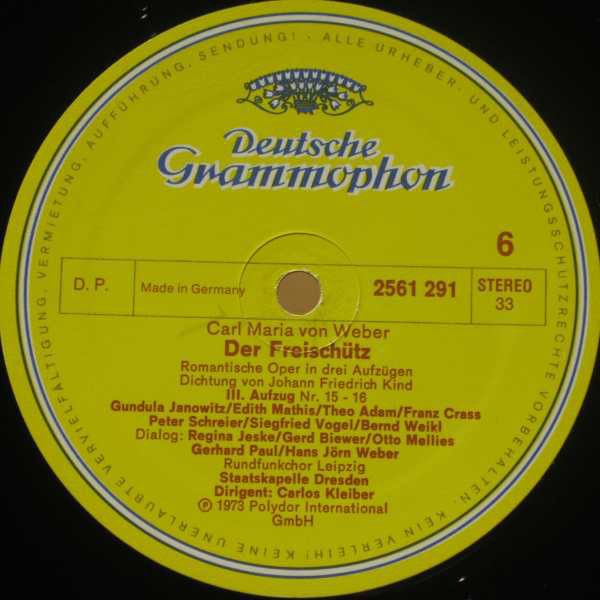 Deutsche
Grammophon
6
D. P.
Made in Germany
2561 291
STEREO
33
Carl Maria von Weber
Der Freischütz
Romantische Oper in drei Aufzügen
Dichtung von Johann Friedrich Kind
III. Aufzug Nr. 15 - 16
Gundula Janowitz/Edith Mathis/Theo Adam/Franz Crass
Peter Schreier/Siegfried Vogel/Bernd Weikl
Dialog: Regina Jeske/Gerd Biewer/Otto Mellies
Gerhard Paul/Hans Jörn Weber
Rundfunkchor Leipzig
Staatskapelle Dresden
Dirigent: Carlos Kleiber
℗ 1973 Polydor International
GmbH
ALLE URHEBER- UND LEISTUNGSSCHUTZRECHTE VORBEHALTEN. KEIN VERLEIH! KEINE UNERLAUBTE VERVIELFÄLTIGUNG, VERMIETUNG, AUFFÜHRUNG, SENDUNG! -